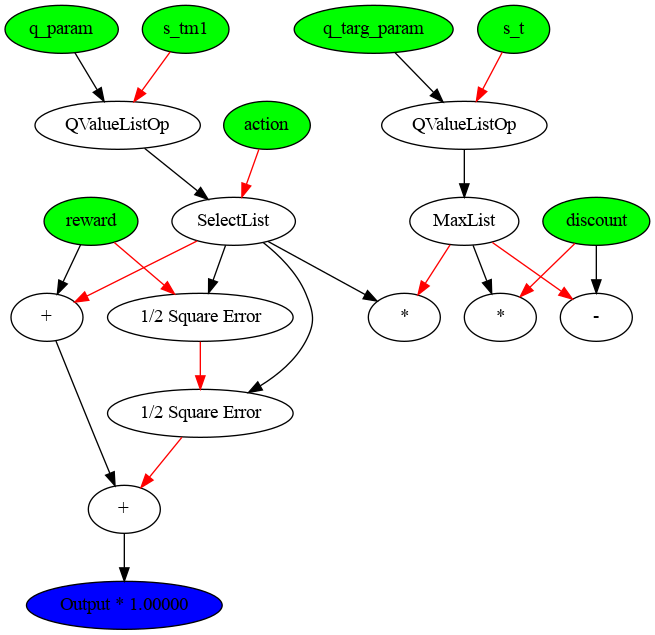 q_param
s_tm1
q_targ_param
s_t
QValueListOp
action
QValueListOp
reward
SelectList
MaxList
discount
+
1/2 Square Error
*
*
-
1/2 Square Error
+
Output * 1.00000